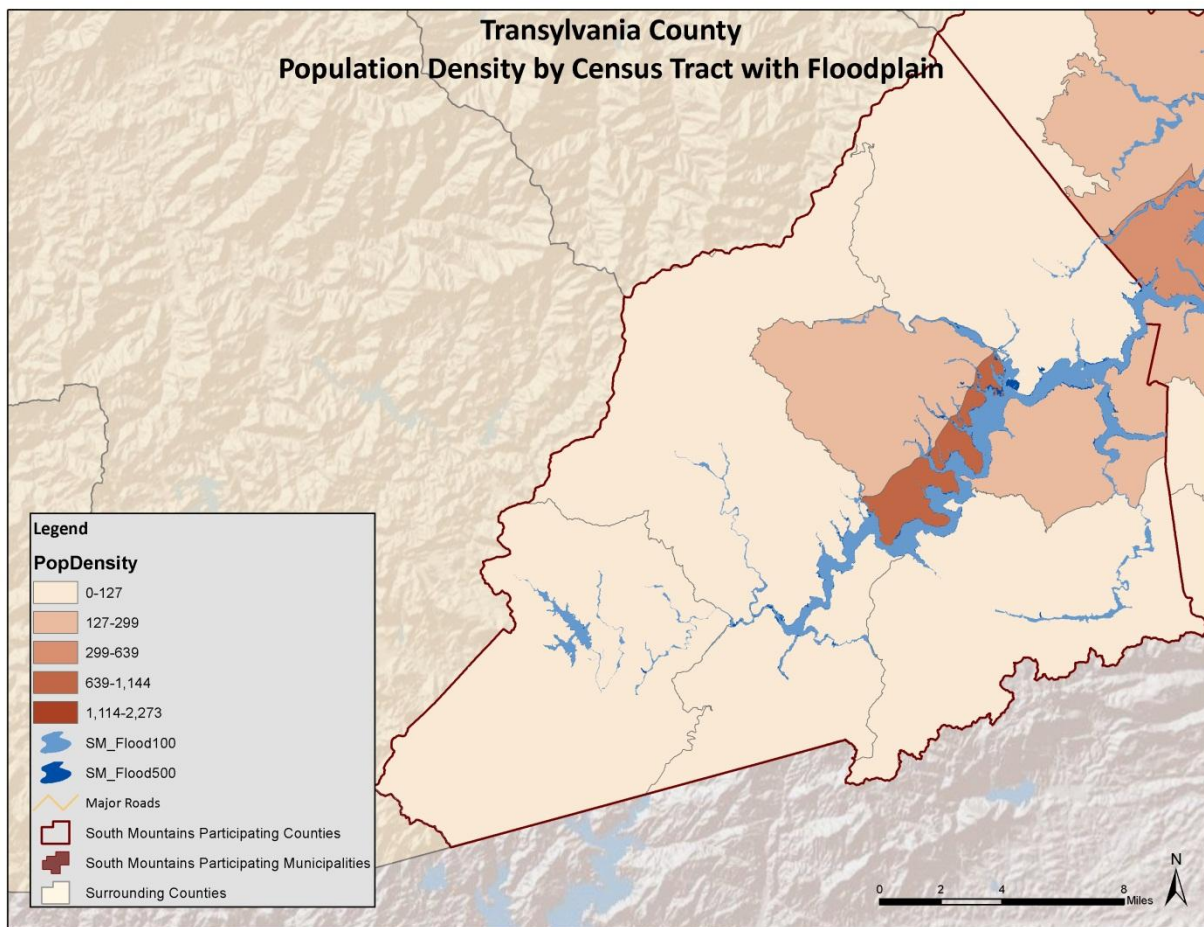 Transylvania County
Population Density by Census Tract with Floodplain
Legend
PopDensity
0-127
127-299
299-639
639-1,144
1,114-2,273
SM_Flood100
SM_Flood500
Major Roads
South Mountains Participating Counties
South Mountains Participating Municipalities
Surrounding Counties
N
0 2 4 8
Miles